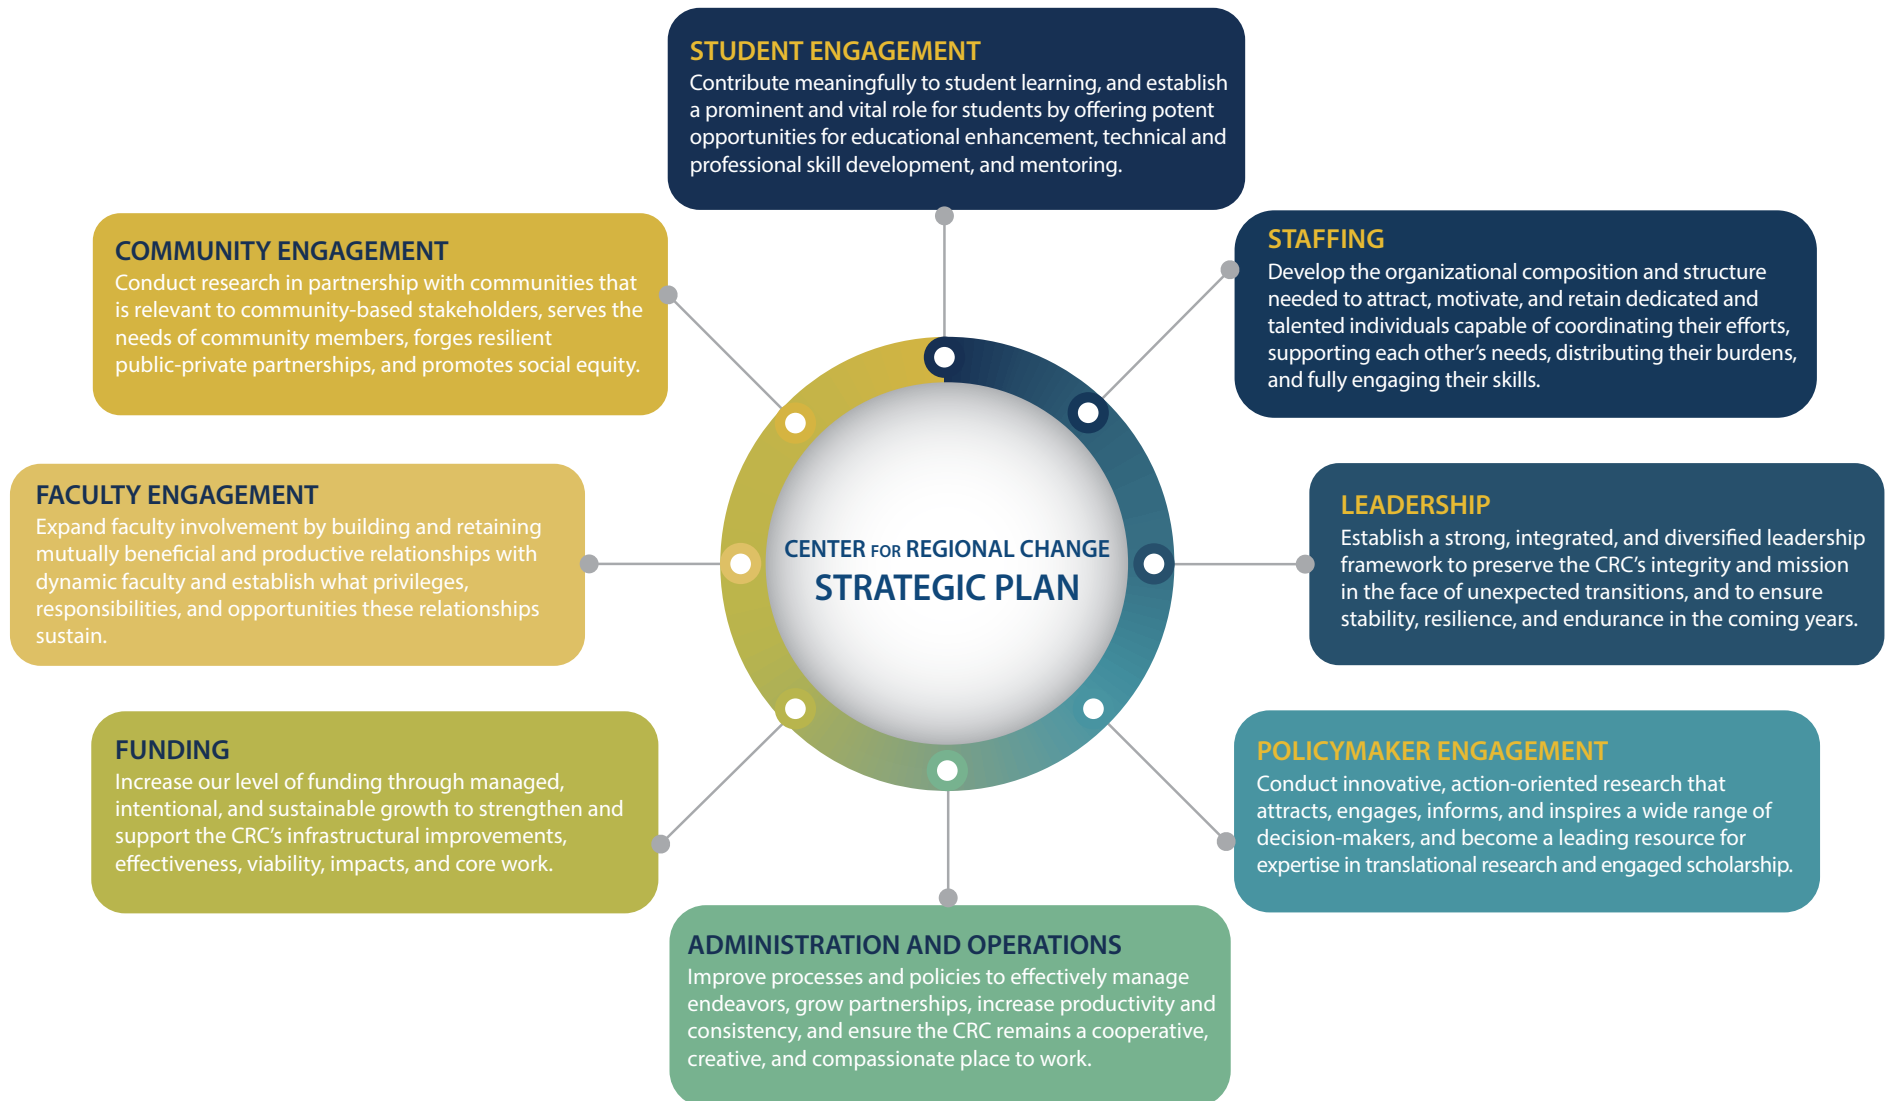 STUDENT ENGAGEMENT
Contribute meaningfully to student learning, and establish
a prominent and vital role for students by offering potent
opportunities for educational enhancement, technical and
professional skill development, and mentoring.
STAFFING
Develop the organizational composition and structure
needed to attract, motivate, and retain dedicated and
talented individuals capable of coordinating their efforts,
supporting each other’s needs, distributing their burdens,
and fully engaging their skills.
LEADERSHIP
Establish a strong, integrated, and diversified leadership
framework to preserve the CRC’s integrity and mission
in the face of unexpected transitions, and to ensure
stability, resilience, and endurance in the coming years.
POLICYMAKER ENGAGEMENT
Conduct innovative, action-oriented research that
attracts, engages, informs, and inspires a wide range of
decision-makers, and become a leading resource for
expertise in translational research and engaged scholarship.
ADMINISTRATION AND OPERATIONS
Improve processes and policies to effectively manage
endeavors, grow partnerships, increase productivity and
consistency, and ensure the CRC remains a cooperative,
creative, and compassionate place to work.
FUNDING
Increase our level of funding through managed,
intentional, and sustainable growth to strengthen and
support the CRC’s infrastructural improvements,
effectiveness, viability, impacts, and core work.
FACULTY ENGAGEMENT
Expand faculty involvement by building and retaining
mutually beneficial and productive relationships with
dynamic faculty and establish what privileges,
responsibilities, and opportunities these relationships
sustain.
COMMUNITY ENGAGEMENT
Conduct research in partnership with communities that
is relevant to community-based stakeholders, serves the
needs of community members, forges resilient
public-private partnerships, and promotes social equity.
CENTER FOR REGIONAL CHANGE
STRATEGIC PLAN